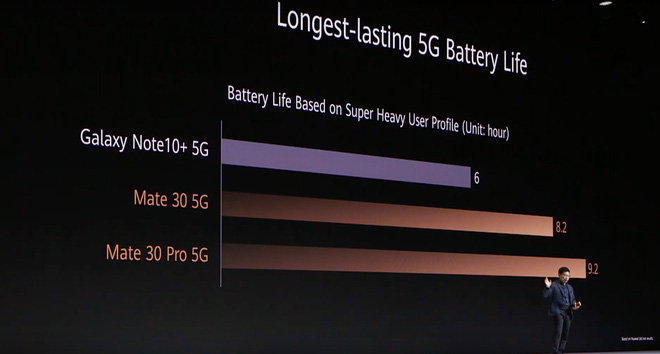 Longest-lasting 5G Battery Life
Battery Life Based on Super Heavy User Profile (Unit: hour)
Galaxy Note10+ 5G
6
Mate 30 5G
8.2
Mate 30 Pro 5G
9.2